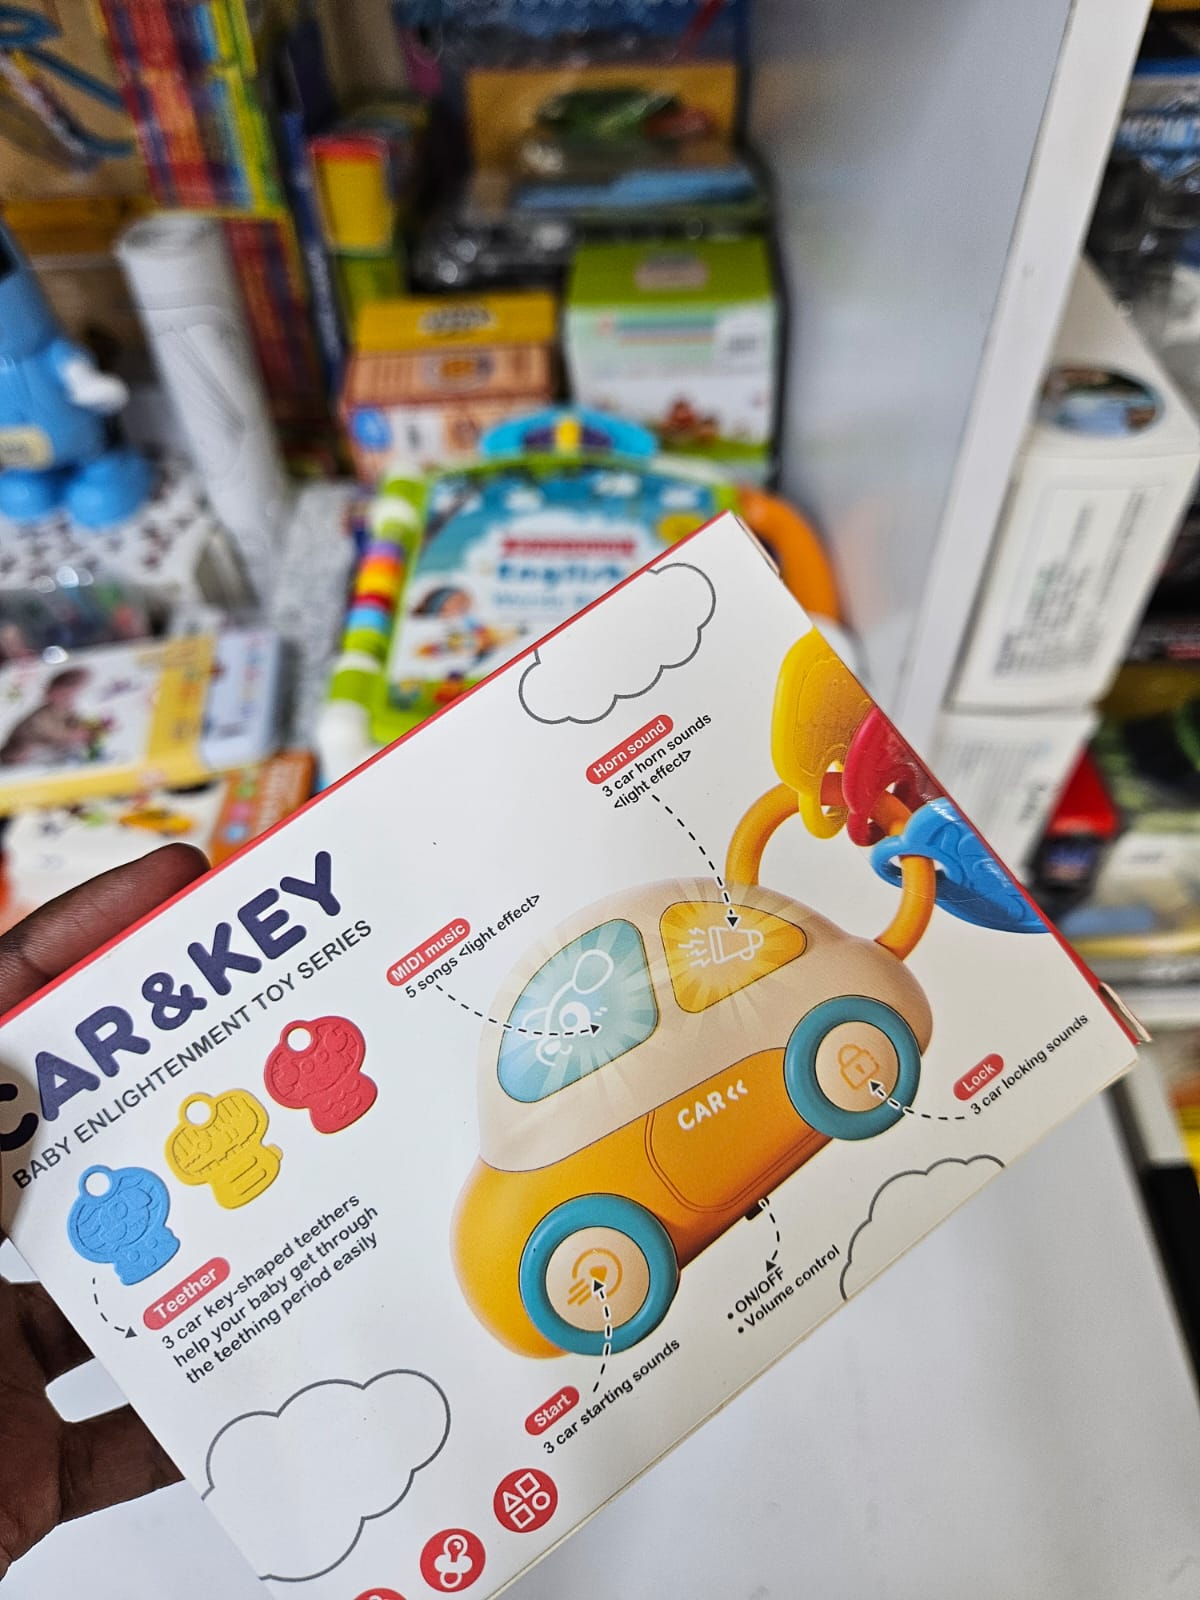 English
CAR&KEY
BABY ENLIGHTENMENT TOY SERIES
Horn sound
3 car horn sounds
<light effect>
MIDI music
5 songs <light effect>
CAR
Lock
3 car locking sounds
Teether
3 car key-shaped teethers
help your baby get through
the teething period easily
• ON/OFF
• Volume control
Start
3 car starting sounds